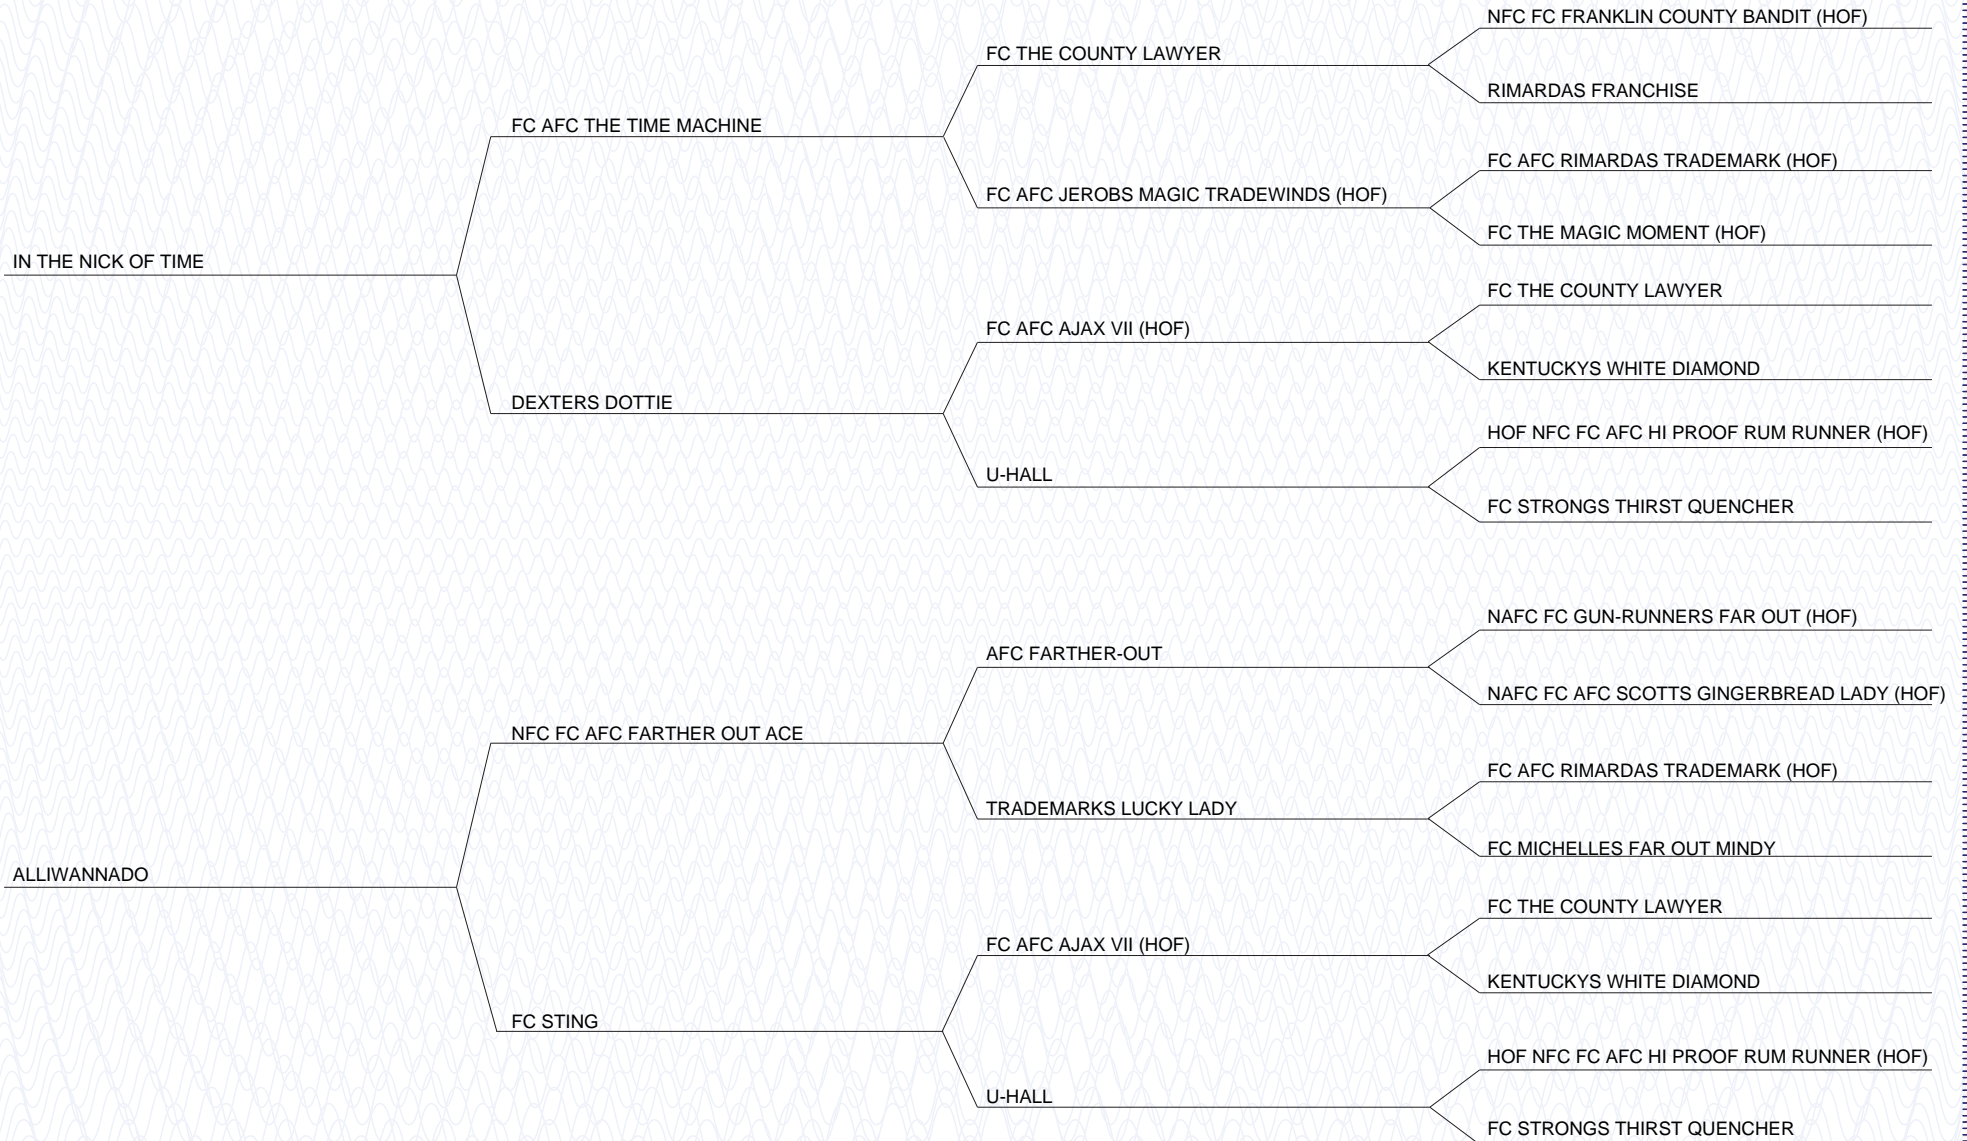 NFC FC FRANKLIN COUNTY BANDIT (HOF)
FC THE COUNTY LAWYER
RIMARDAS FRANCHISE
FC AFC THE TIME MACHINE
FC AFC RIMARDAS TRADEMARK (HOF)
FC AFC JEROBS MAGIC TRADEWINDS (HOF)
FC THE MAGIC MOMENT (HOF)
IN THE NICK OF TIME
FC THE COUNTY LAWYER
FC AFC AJAX VII (HOF)
KENTUCKYS WHITE DIAMOND
DEXTERS DOTTIE
HOF NFC FC AFC HI PROOF RUM RUNNER (HOF)
U-HALL
FC STRONGS THIRST QUENCHER
NAFC FC GUN-RUNNERS FAR OUT (HOF)
AFC FARTHER-OUT
NAFC FC AFC SCOTTS GINGERBREAD LADY (HOF)
NFC FC AFC FARTHER OUT ACE
FC AFC RIMARDAS TRADEMARK (HOF)
TRADEMARKS LUCKY LADY
FC MICHELLES FAR OUT MINDY
ALLIWANNADO
FC THE COUNTY LAWYER
FC AFC AJAX VII (HOF)
KENTUCKYS WHITE DIAMOND
FC STING
HOF NFC FC AFC HI PROOF RUM RUNNER (HOF)
U-HALL
FC STRONGS THIRST QUENCHER